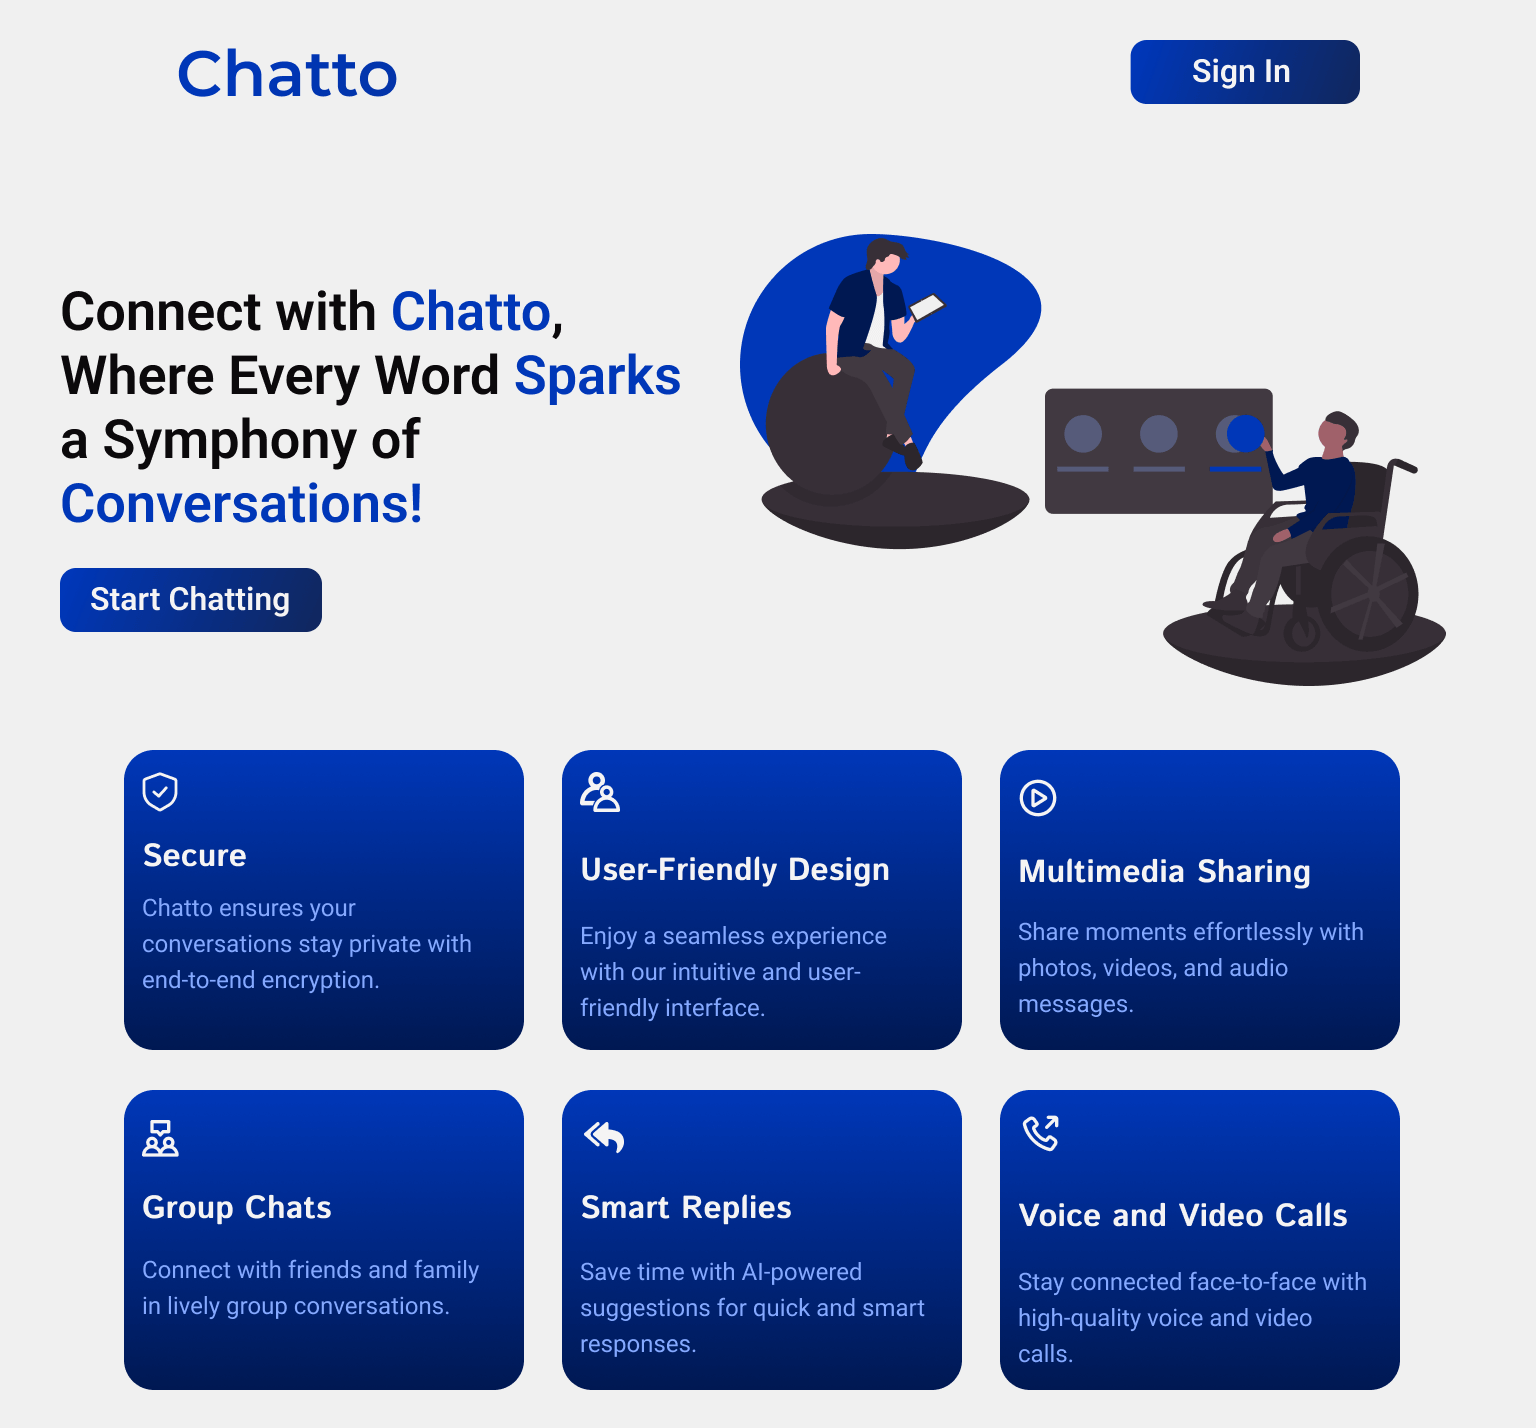 Chatto
Sign In
Connect with Chatto,
Where Every Word Sparks
a Symphony of
Conversations!
Start Chatting
Secure
Chatto ensures your
conversations stay private with
end-to-end encryption.
User-Friendly Design
Enjoy a seamless experience
with our intuitive and user-
friendly interface.
Multimedia Sharing
Share moments effortlessly with
photos, videos, and audio
messages.
Group Chats
Connect with friends and family
in lively group conversations.
Smart Replies
Save time with AI-powered
suggestions for quick and smart
responses.
Voice and Video Calls
Stay connected face-to-face with
high-quality voice and video
calls.